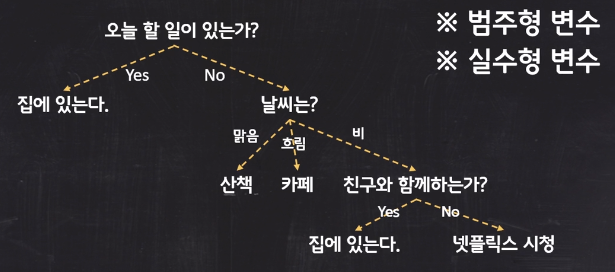 ※ 범주형 변수
※ 실수형 변수
오늘 할 일이 있는가?
Yes
No
집에 있는다.
날씨는?
맑음
흐림
비
산책
카페
친구와 함께하는가?
Yes
No
집에 있는다.
넷플릭스 시청